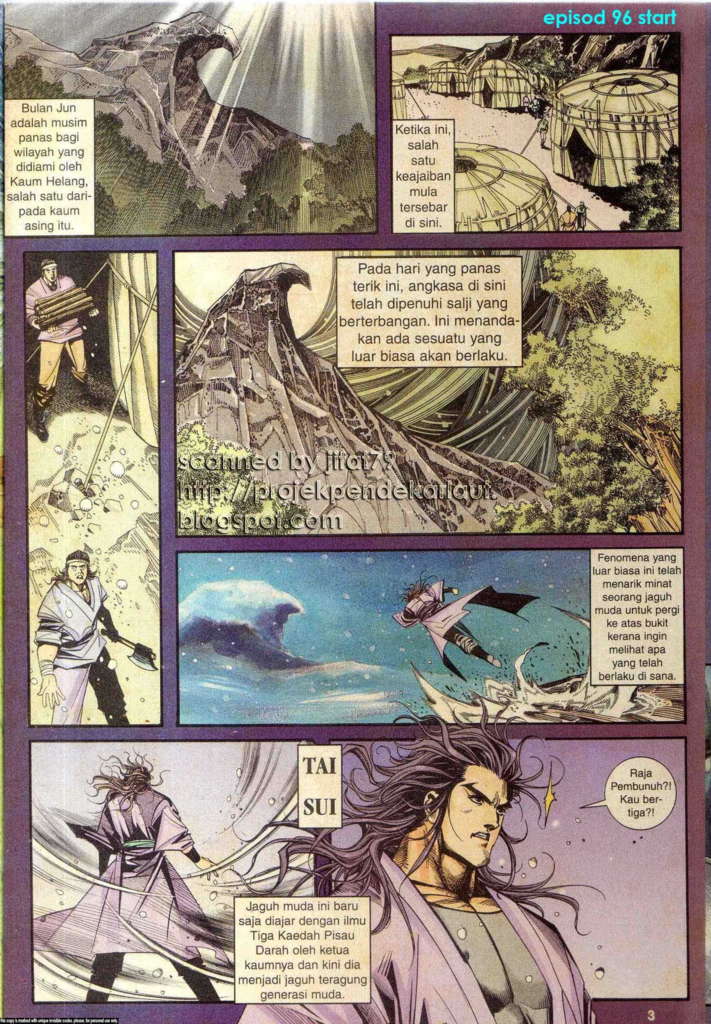 episod 96 start
Bulan Jun
adalah musim
panas bagi
wilayah yang
didiami oleh
Kaum Helang,
salah satu dari-
pada kaum
asing itu.
Ketika ini,
salah
satu
keajaiban
mula
tersebar
di sini.
Pada hari yang panas
terik ini, angkasa di sini
telah dipenuhi salji yang
berterbangan. Ini menanda-
kan ada sesuatu yang
luar biasa akan berlaku.
scanned by jifai79
http://projekpendekarlaut.
blogspot.com
Fenomena yang
luar biasa ini telah
menarik minat
seorang jaguh
muda untuk pergi
ke atas bukit
kerana ingin
melihat apa
yang telah
berlaku di sana.
TAI
SUI
Raja
Pembunuh?!
Kau ber-
tiga?!
Jaguh muda ini baru
saja diajar dengan ilmu
Tiga Kaedah Pisau
Darah oleh ketua
kaumnya dan kini dia
menjadi jaguh teragung
generasi muda.
3